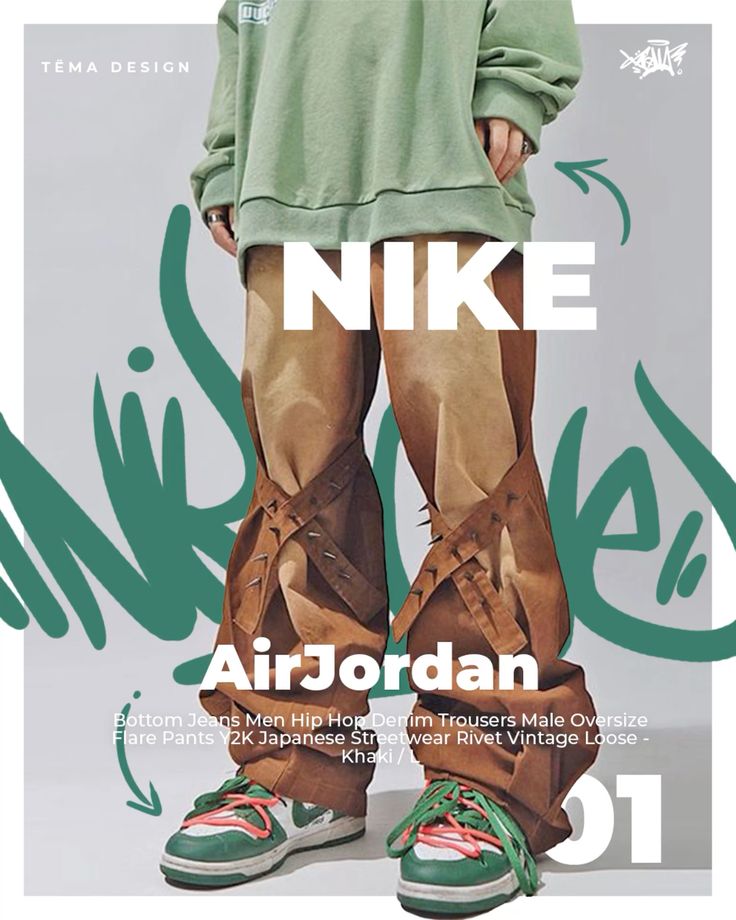 TËMA DESIGN
NIKE
AirJordan
Bottom Jeans Men Hip Hop Denim Trousers Male Oversize
Flare Pants Y2K Japanese Streetwear Rivet Vintage Loose -
Khaki / L
01